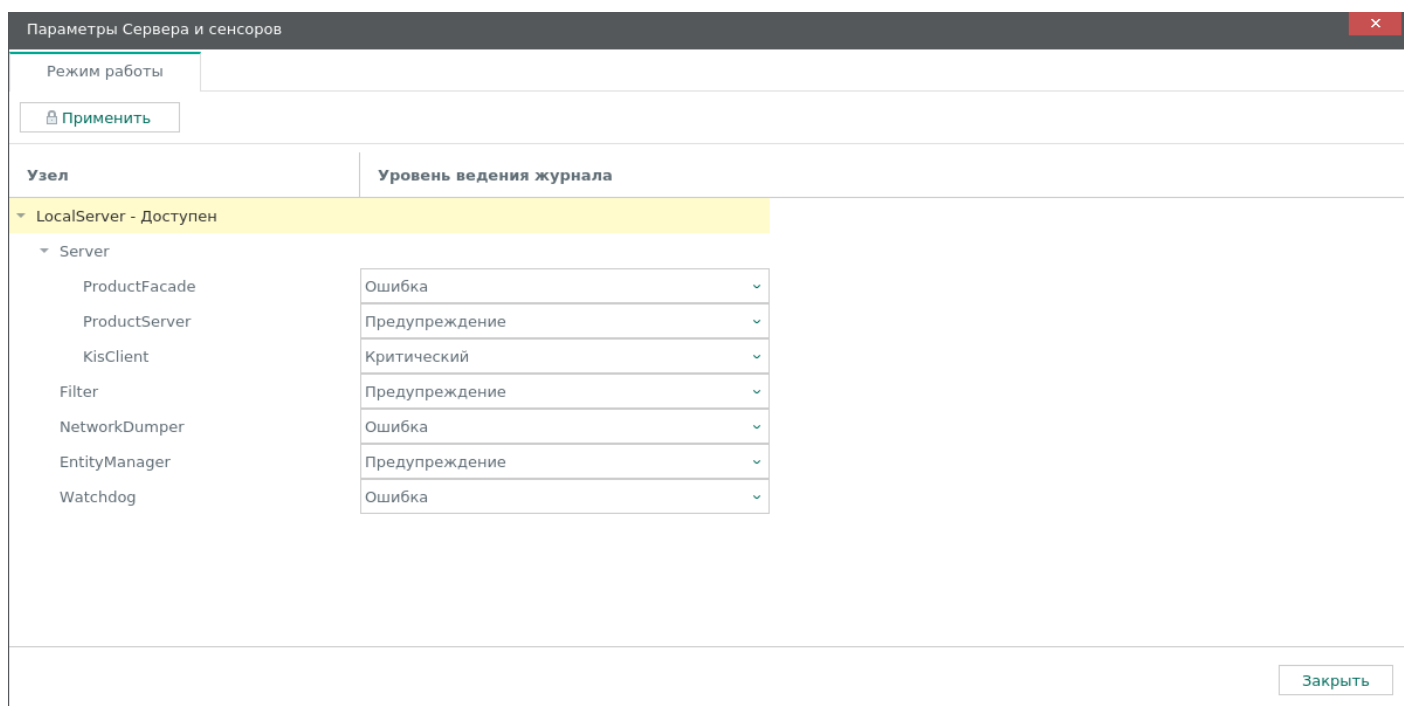 Параметры Сервера и сенсоров
Режим работы
Применить
Узел Уровень ведения журнала
LocalServer - Доступен
Server
ProductFacade Ошибка
ProductServer Предупреждение
KisClient Критический
Filter Предупреждение
NetworkDumper Ошибка
EntityManager Предупреждение
Watchdog Ошибка
Закрыть